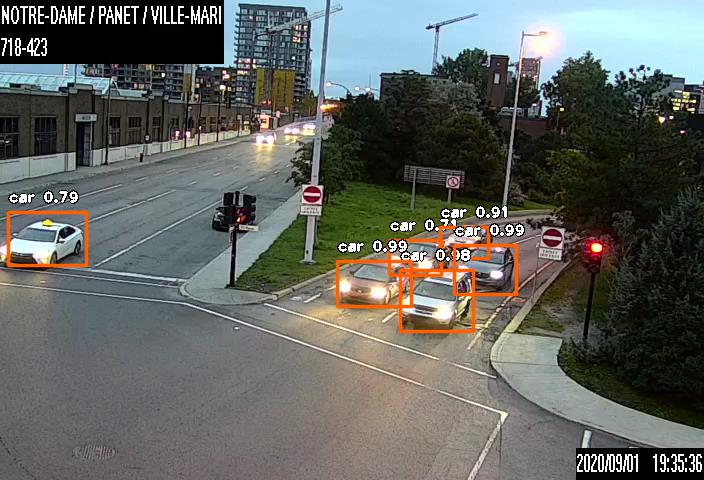 NOTRE-DAME / PANET / VILLE-MARI
718-423
car 0.79
car 0.91
car 0.71
car 0.99
car 0.99
car 0.98
2020/09/01 19:35:36